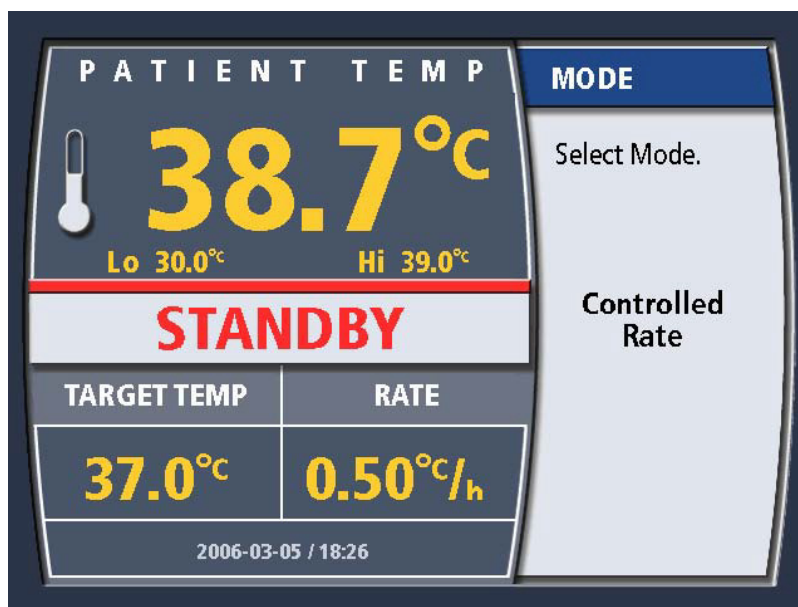 PATIENT TEMP
38.7°C
Lo 30.0°C Hi 39.0°C
STANDBY
TARGET TEMP RATE
37.0°C 0.50°C/h
2006-03-05 / 18:26
MODE
Select Mode.
Controlled
Rate